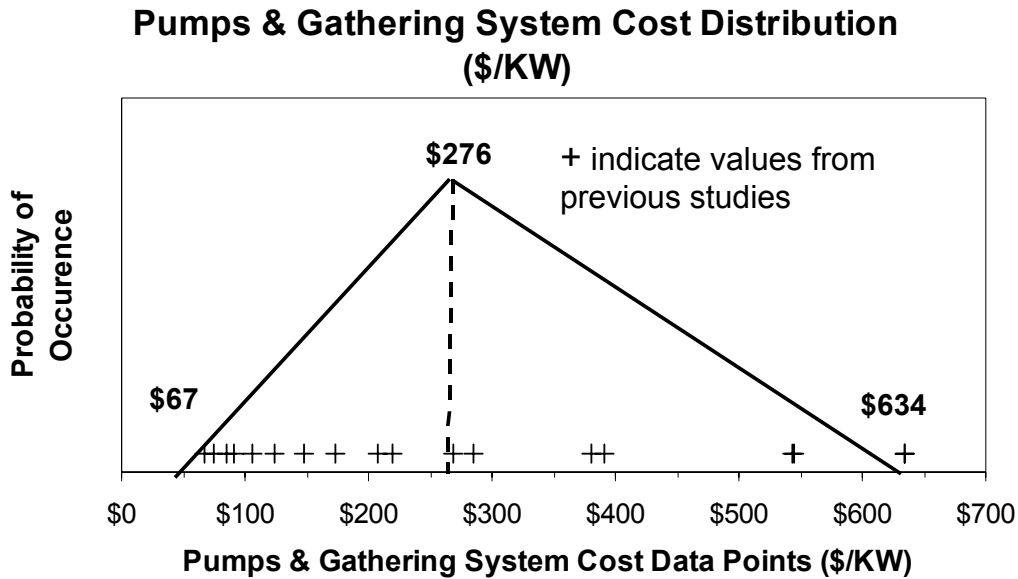 Pumps & Gathering System Cost Distribution
($/KW)
$276
+ indicate values from
previous studies
Probability of
Occurence
$67
$634
$0 $100 $200 $300 $400 $500 $600 $700
Pumps & Gathering System Cost Data Points ($/KW)